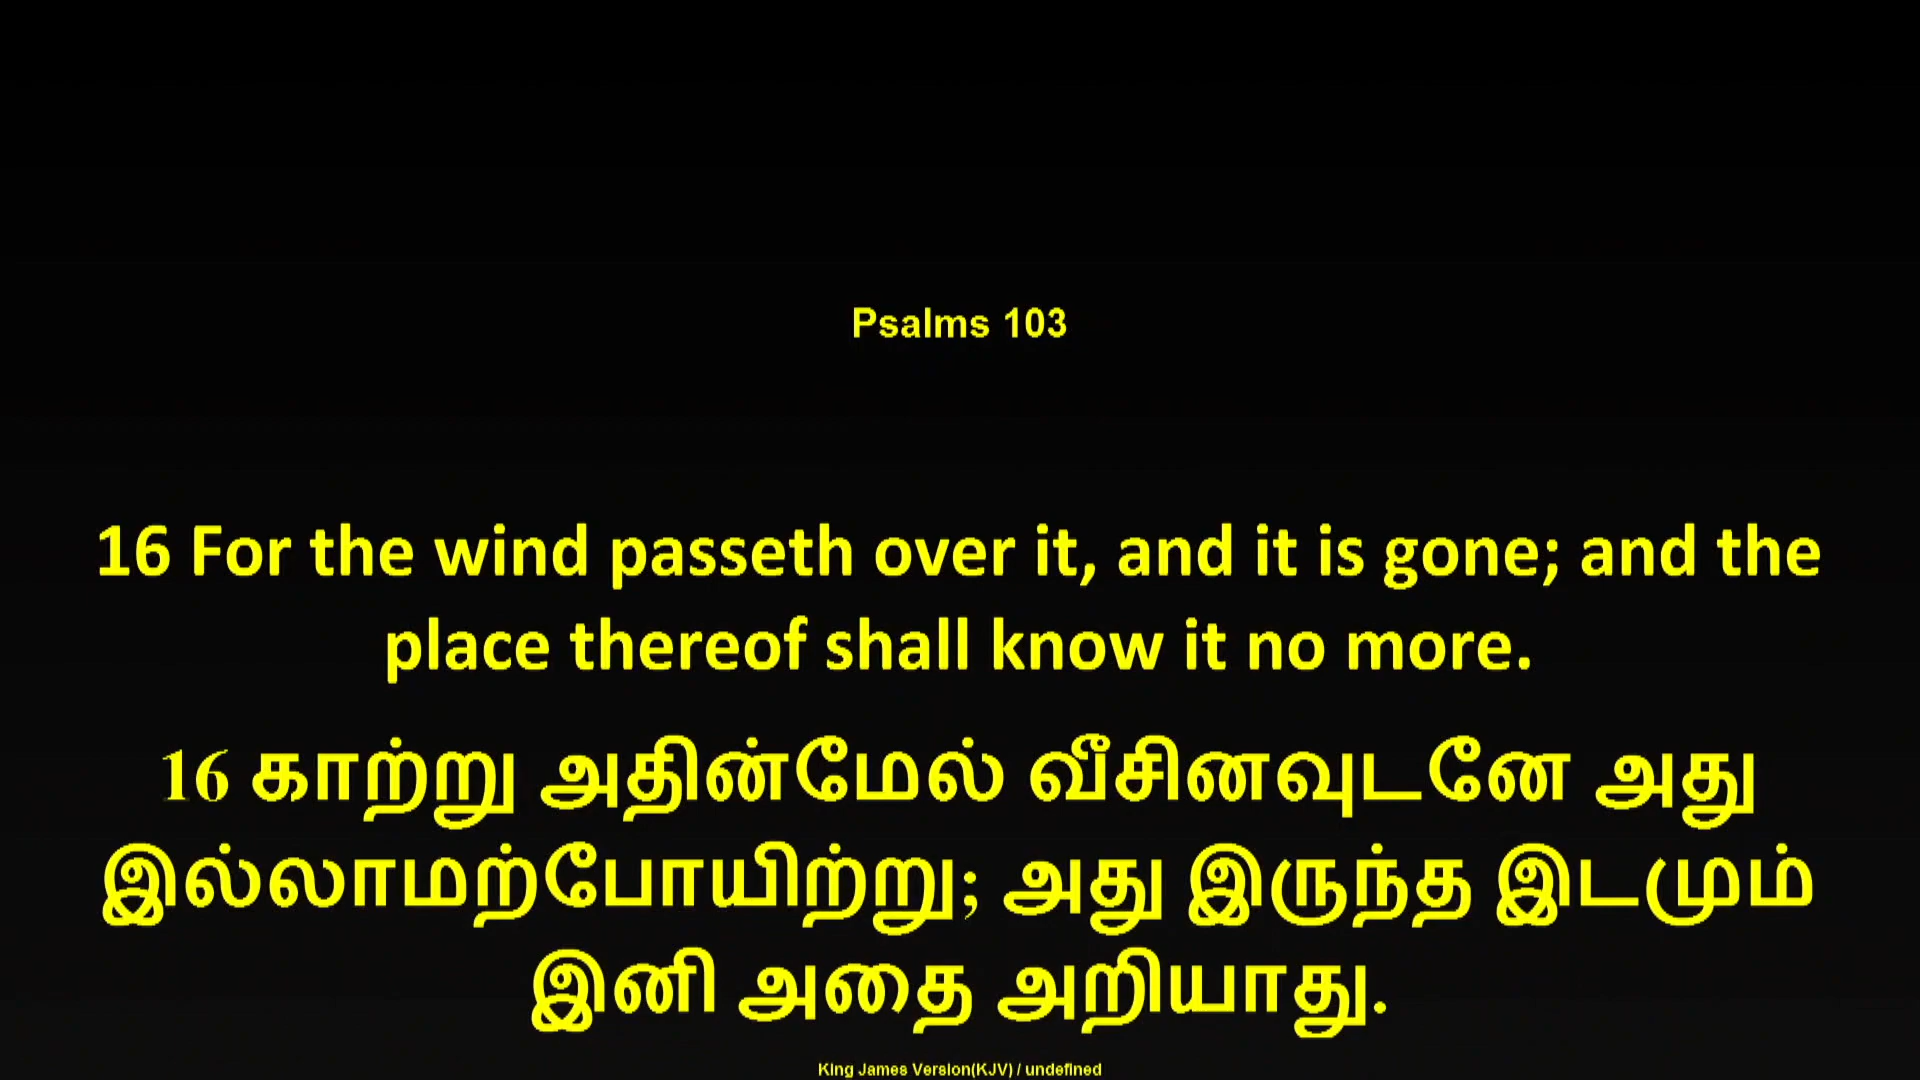 Psalms 103
16 For the wind passeth over it, and it is gone; and the
place thereof shall know it no more.
16 காற்று அதின்மேல் வீசினவுடனே அது
இல்லாமற்போயிற்று; அது இருந்த இடமும்
இனி அதை அறியாது.
King James Version(KJV) / undefined